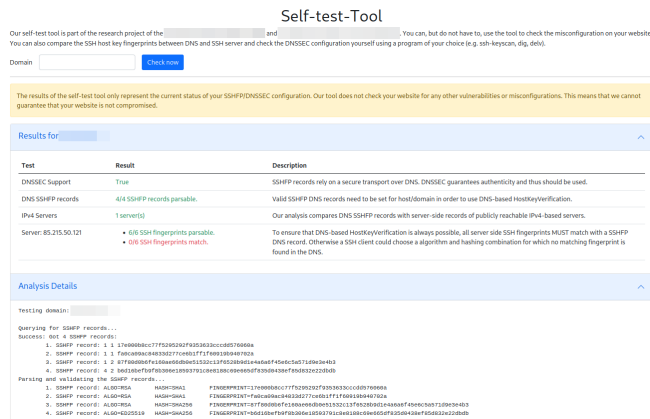 Self-test-Tool
Our self-test tool is part of the research project of the and . You can, but do not have to, use the tool to check the misconfiguration on your website
You can also compare the SSH host key fingerprints between DNS and SSH server and check the DNSSEC configuration yourself using a program of your choice (e.g. ssh-keyscan, dig, delv).
Domain Check now
The results of the self-test tool only represent the current status of your SSHFP/DNSSEC configuration. Our tool does not check your website for any other vulnerabilities or misconfigurations. This means that we cannot
guarantee that your website is not compromised.
Results for
Test Result Description
DNSSEC Support True SSHFP records rely on a secure transport over DNS. DNSSEC guarantees authenticity and thus should be used.
DNS SSHFP records 4/4 SSHFP records parsable. Valid SSHFP DNS records need to be set for host/domain in order to use DNS-based HostKeyVerification.
IPv4 Servers 1 server(s) Our analysis compares DNS SSHFP records with server-side records of publicly reachable IPv4-based servers.
Server: 85.215.50.121 • 6/6 SSH fingerprints parsable. To ensure that DNS-based HostKeyVerification is always possible, all server side SSH fingerprints MUST match with a SSHFP
• 0/6 SSH fingerprints match. DNS record. Otherwise a SSH client could choose a algorithm and hashing combination for which no matching fingerprint is
found in the DNS.
Analysis Details
Testing domain:
Querying for SSHFP records...
Success: Got 4 SSHFP records:
1. SSHFP record: 1 1
2. SSHFP record: 1 1
3. SSHFP record: 1 2
4. SSHFP record: 4 2
Parsing and validating the SSHFP records...
1. SSHFP record: ALGO=RSA HASH=SHA1 FINGERPRINT=
2. SSHFP record: ALGO=RSA HASH=SHA1 FINGERPRINT=
3. SSHFP record: ALGO=RSA HASH=SHA256 FINGERPRINT=
4. SSHFP record: ALGO=ED25519 HASH=SHA256 FINGERPRINT=